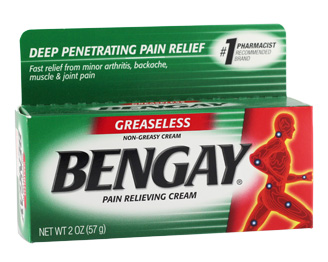 DEEP PENETRATING PAIN RELIEF
Fast relief from minor arthritis, backache,
muscle & joint pain
#1 PHARMACIST
RECOMMENDED
BRAND
GREASELESS
NON-GREASY CREAM
BENGAY®
PAIN RELIEVING CREAM
NET WT 2 OZ (57 g)